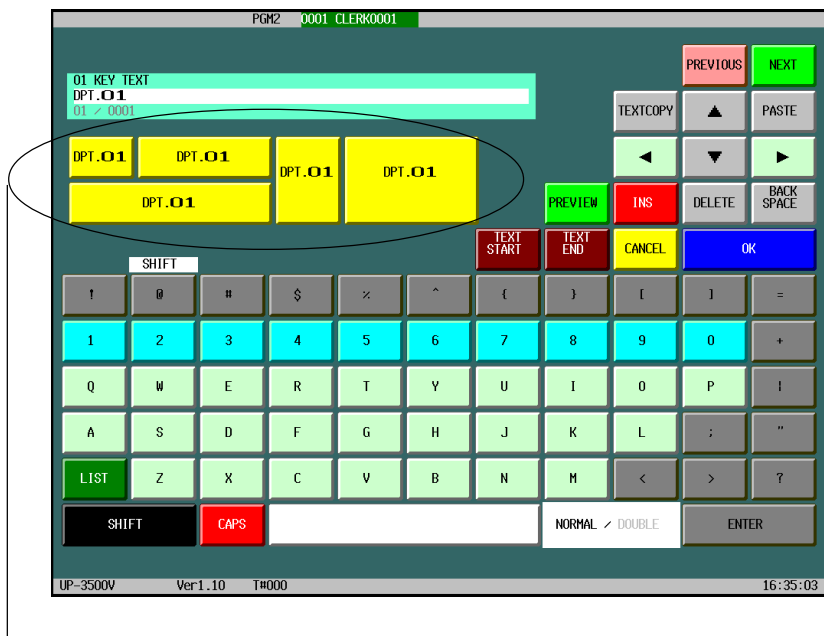 PGM2 0001 CLERK0001
PREVIOUS NEXT
01 KEY TEXT
DPT.01
01 / 0001
TEXTCOPY ▲ PASTE
DPT.01 DPT.01 DPT.01 DPT.01
◀ ▼ ▶
DPT.01
PREVIEW INS DELETE BACK SPACE
TEXT START TEXT END CANCEL OK
SHIFT
! @ # $ % ^ { } [ ] =
1 2 3 4 5 6 7 8 9 0 +
Q W E R T Y U I O P ¦
A S D F G H J K L ; "
LIST Z X C V B N M < > ?
SHIFT CAPS NORMAL / DOUBLE ENTER
UP-3500V Ver1.10 T#000 16:35:03